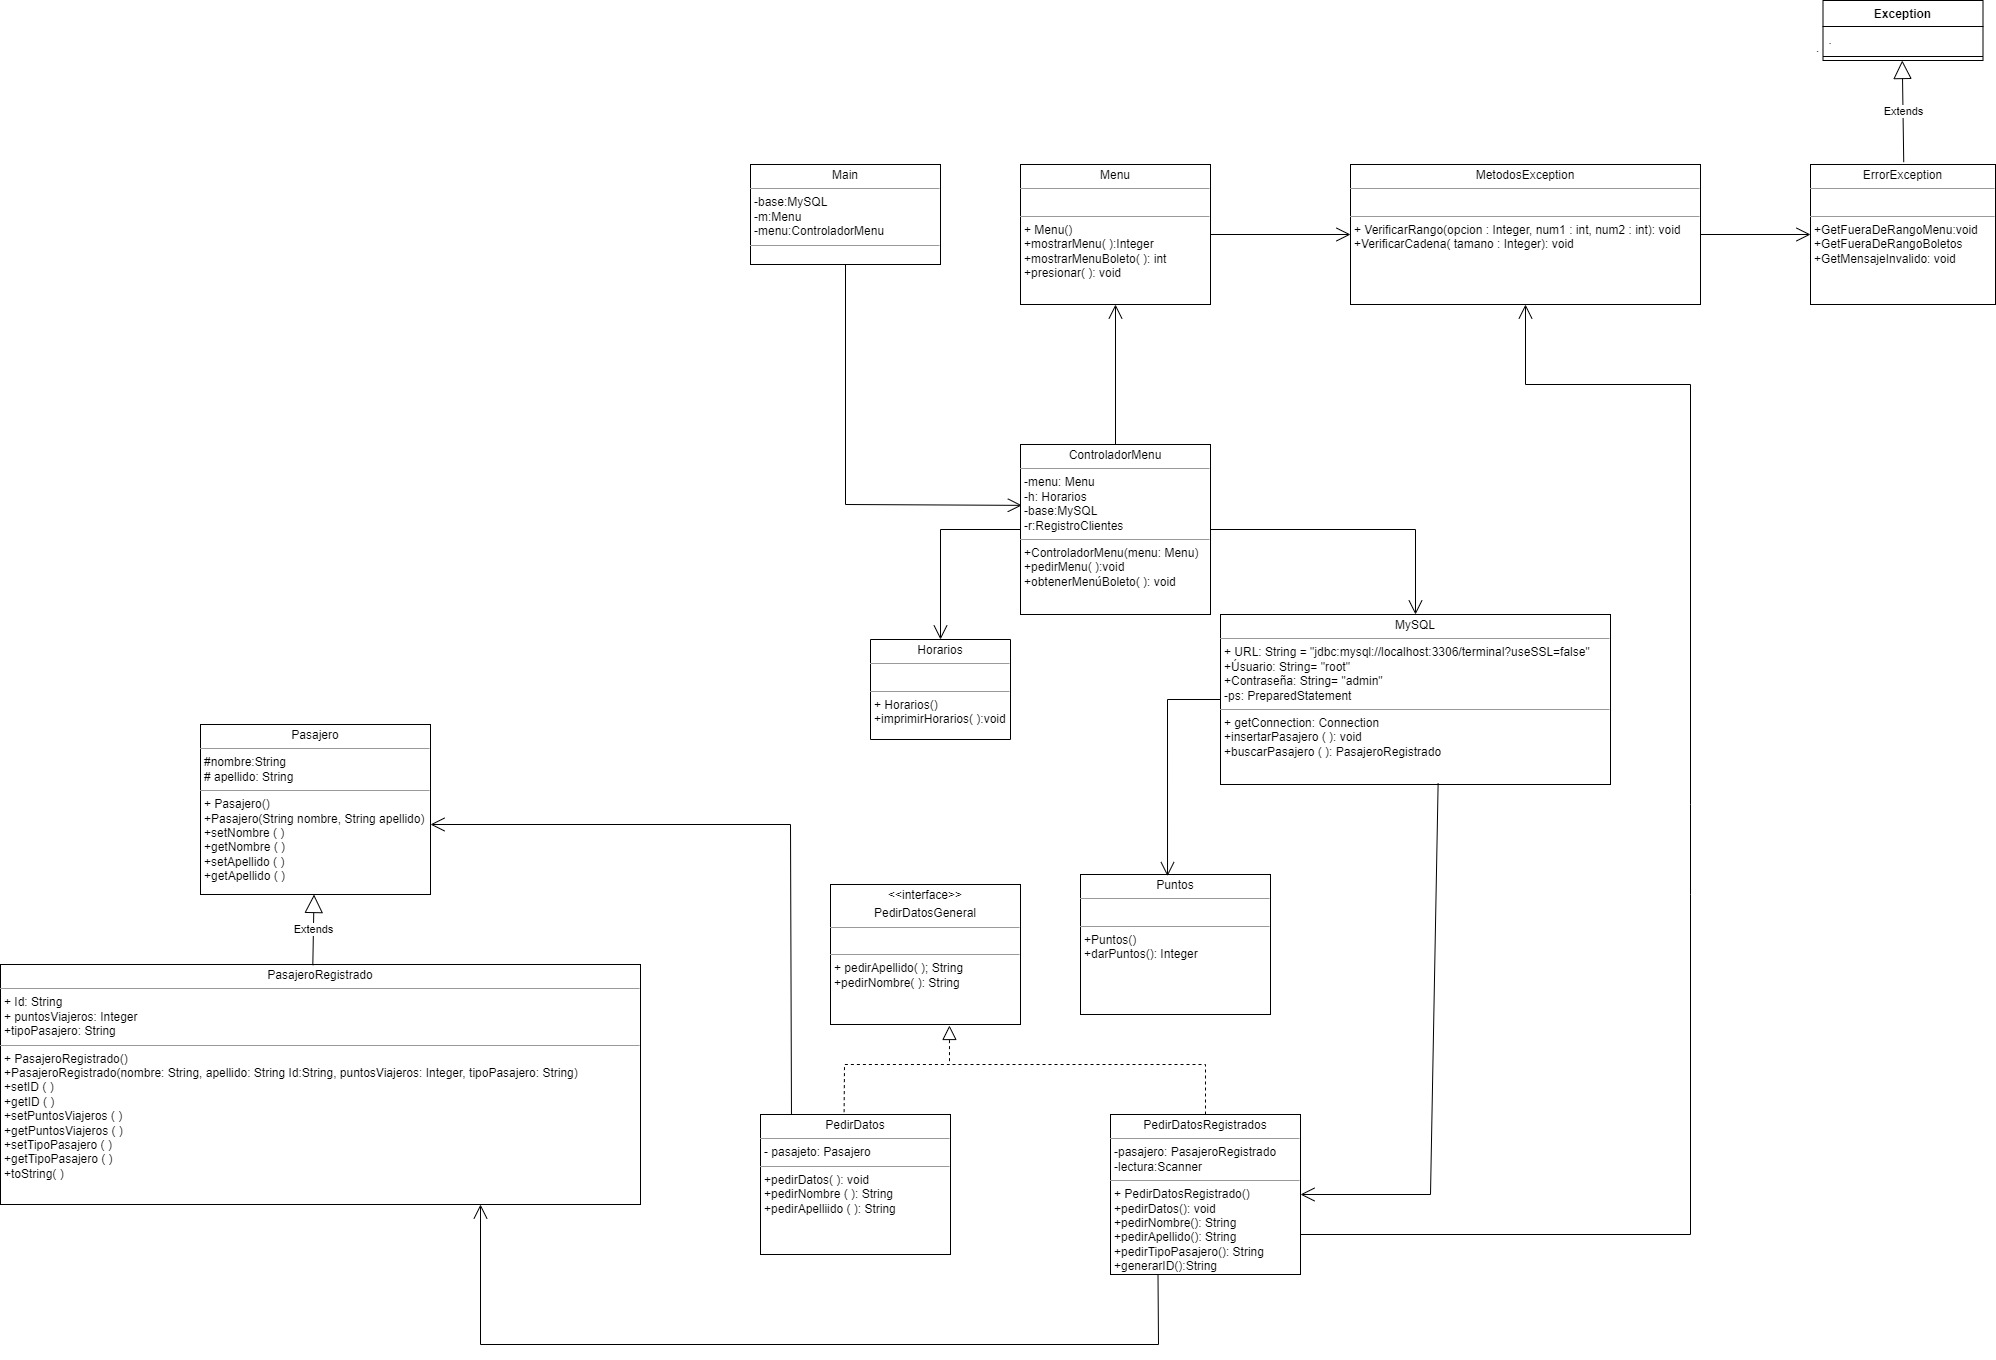 Exception
.
.
Extends
Main
-base:MySQL
-m:Menu
-menu:ControladorMenu
Menu
+ Menu()
+mostrarMenu( ):Integer
+mostrarMenuBoleto( ): int
+presionar( ): void
MetodosException
+ VerificarRango(opcion : Integer, num1 : int, num2 : int): void
+VerificarCadena( tamano : Integer): void
ErrorException
+GetFueraDeRangoMenu:void
+GetFueraDeRangoBoletos
+GetMensajeInvalido: void
ControladorMenu
-menu: Menu
-h: Horarios
-base:MySQL
-r:RegistroClientes
+ControladorMenu(menu: Menu)
+pedirMenu( ):void
+obtenerMenúBoleto( ): void
Horarios
+ Horarios()
+imprimirHorarios( ):void
MySQL
+ URL: String = "jdbc:mysql://localhost:3306/terminal?useSSL=false"
+Úsuario: String= "root"
+Contraseña: String= "admin"
-ps: PreparedStatement
+ getConnection: Connection
+insertarPasajero ( ): void
+buscarPasajero ( ): PasajeroRegistrado
Pasajero
#nombre:String
# apellido: String
+ Pasajero()
+Pasajero(String nombre, String apellido)
+setNombre ( )
+getNombre ( )
+setApellido ( )
+getApellido ( )
Extends
<<interface>>
PedirDatosGeneral
+ pedirApellido( ); String
+pedirNombre( ): String
Puntos
+Puntos()
+darPuntos(): Integer
PasajeroRegistrado
+ Id: String
+ puntosViajeros: Integer
+tipoPasajero: String
+ PasajeroRegistrado()
+PasajeroRegistrado(nombre: String, apellido: String Id:String, puntosViajeros: Integer, tipoPasajero: String)
+setID ( )
+getID ( )
+setPuntosViajeros ( )
+getPuntosViajeros ( )
+setTipoPasajero ( )
+getTipoPasajero ( )
+toString( )
PedirDatos
- pasajeto: Pasajero
+pedirDatos( ): void
+pedirNombre ( ): String
+pedirApelliido ( ): String
PedirDatosRegistrados
-pasajero: PasajeroRegistrado
-lectura:Scanner
+ PedirDatosRegistrado()
+pedirDatos(): void
+pedirNombre(): String
+pedirApellido(): String
+pedirTipoPasajero(): String
+generarID():String